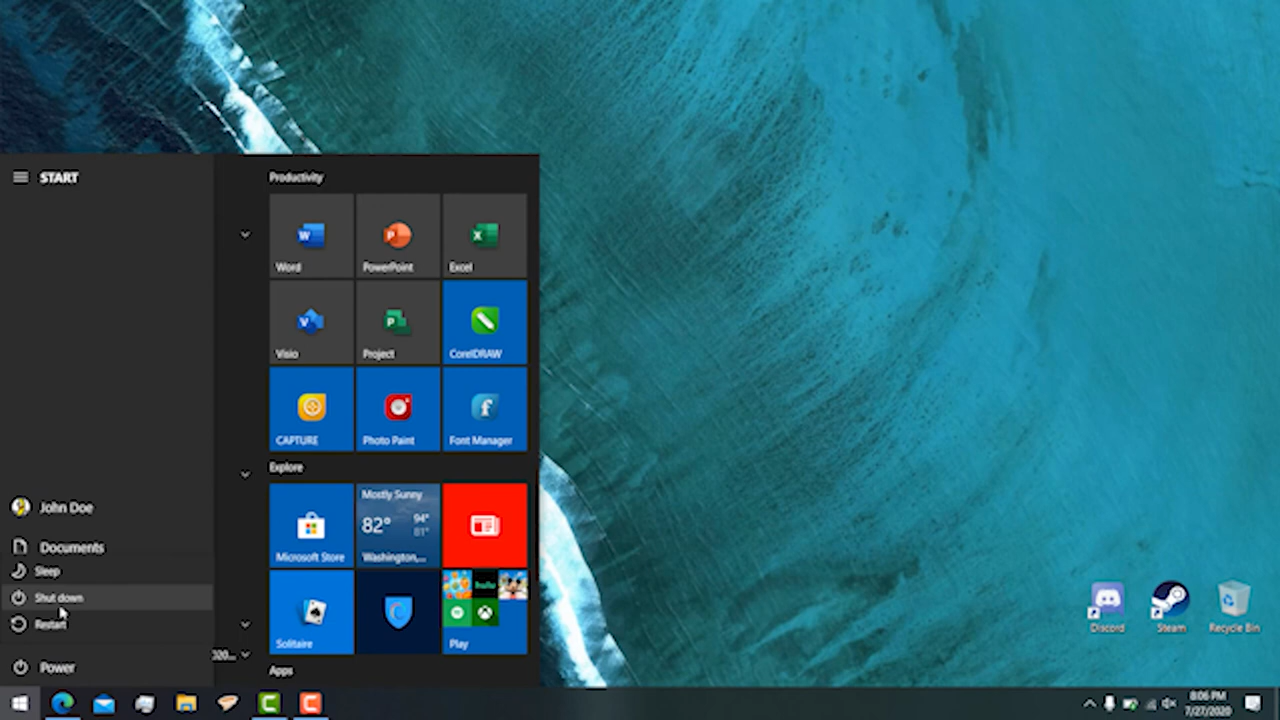 START
John Doe
Documents
Sleep
Shut down
Restart
Power
020...
Productivity
Word
PowerPoint
Excel
Visio
Project
CorelDRAW
CAPTURE
Photo Paint
Font Manager
Explore
Microsoft Store
Mostly Sunny
82° 94°
81°
Washington,...
Solitaire
hulu
Play
Apps
Discord
Steam
Recycle Bin
8:06 PM
7/27/2020